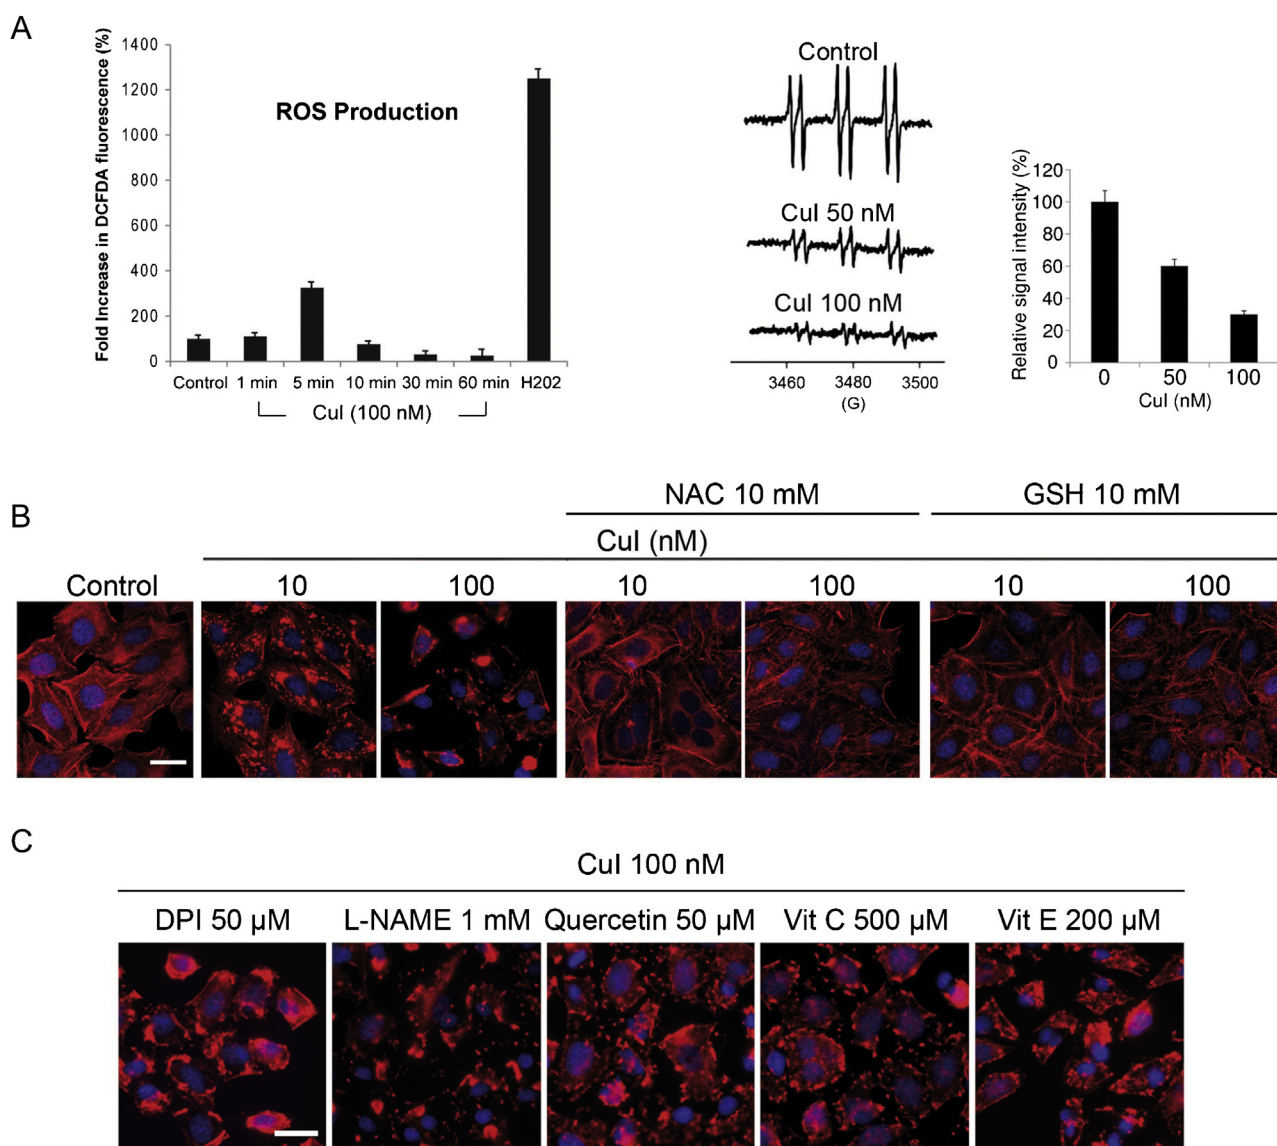 A
Fold Increase in DCFDA fluorescence (%)
1400
1200
1000
800
600
400
200
0
ROS Production
Control 1 min 5 min 10 min 30 min 60 min H202
CuI (100 nM)
Control
CuI 50 nM
CuI 100 nM
3460 3480 3500
(G)
Relative signal intensity (%)
120
100
80
60
40
20
0
0 50 100
CuI (nM)
B
NAC 10 mM GSH 10 mM
CuI (nM)
Control 10 100 10 100 10 100
C
CuI 100 nM
DPI 50 μM L-NAME 1 mM Quercetin 50 μM Vit C 500 μM Vit E 200 μM